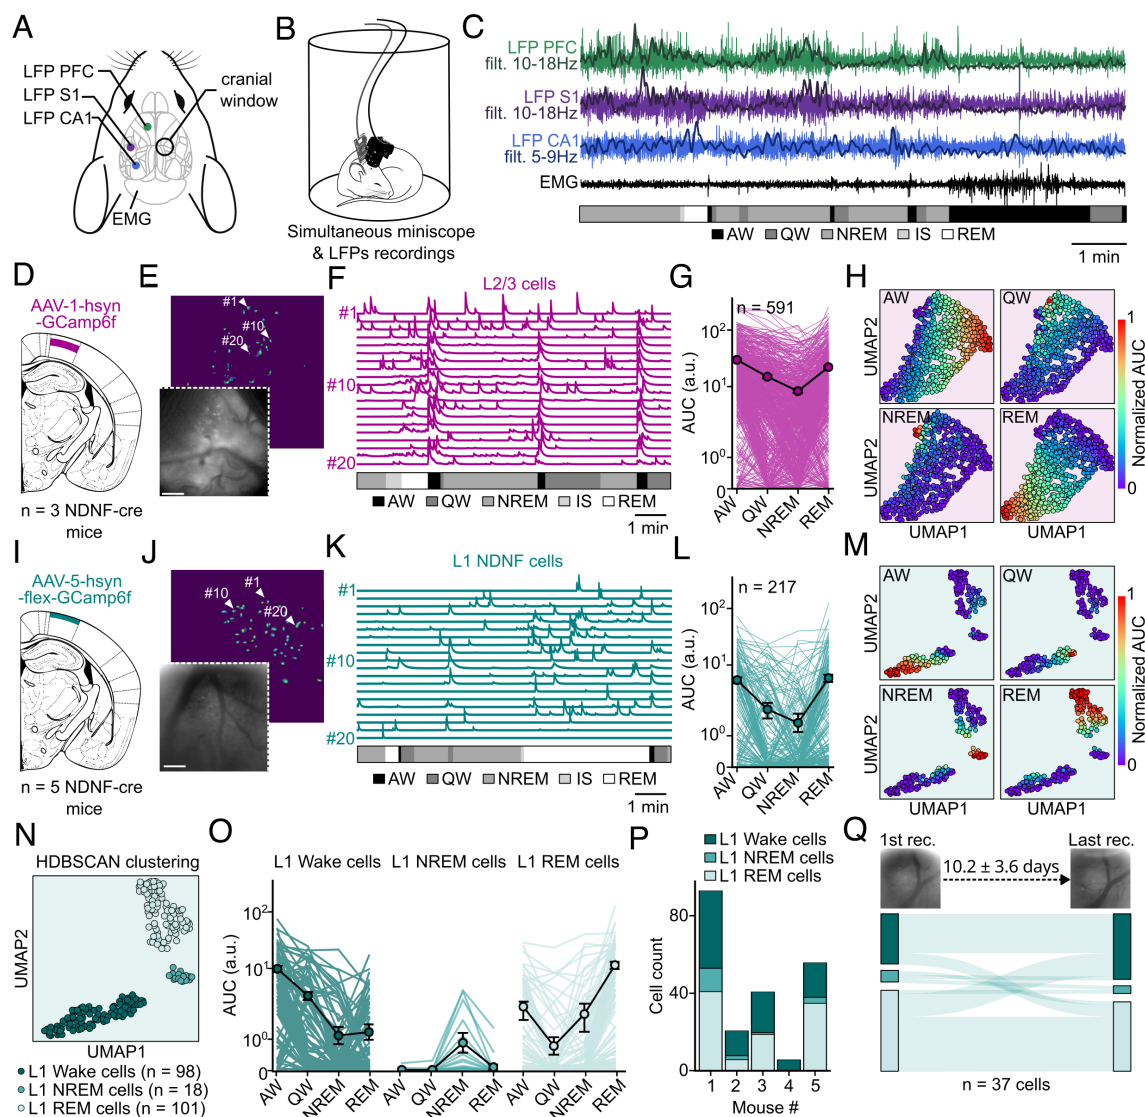 A
LFP PFC
LFP S1
LFP CA1
cranial
window
EMG
B
Simultaneous miniscope
& LFPs recordings
C
LFP PFC
filt. 10-18Hz
LFP S1
filt. 10-18Hz
LFP CA1
filt. 5-9Hz
EMG
AW QW NREM IS REM
1 min
D
AAV-1-hsyn
-GCamp6f
n = 3 NDNF-cre
mice
E
#1
#10
#20
F
L2/3 cells
#1
#10
#20
AW QW NREM IS REM
1 min
G
n = 591
AUC (a.u.)
10²
10¹
10⁰
0
AW QW NREM REM
H
AW QW
NREM REM
UMAP2
UMAP2
UMAP1 UMAP1
1
0
Normalized AUC
I
AAV-5-hsyn
-flex-GCamp6f
n = 5 NDNF-cre
mice
J
#1
#10
#20
K
L1 NDNF cells
#1
#10
#20
AW QW NREM IS REM
1 min
L
n = 217
AUC (a.u.)
10²
10¹
10⁰
0
AW QW NREM REM
M
AW QW
NREM REM
UMAP2
UMAP2
UMAP1 UMAP1
1
0
Normalized AUC
N
HDBSCAN clustering
UMAP2
UMAP1
L1 Wake cells (n = 98)
L1 NREM cells (n = 18)
L1 REM cells (n = 101)
O
L1 Wake cells L1 NREM cells L1 REM cells
AUC (a.u.)
10²
10¹
10⁰
0
AW QW NREM REM AW QW NREM REM AW QW NREM REM
P
L1 Wake cells
L1 NREM cells
L1 REM cells
Cell count
80
40
0
1 2 3 4 5
Mouse #
Q
1st rec. Last rec.
10.2 ± 3.6 days
n = 37 cells